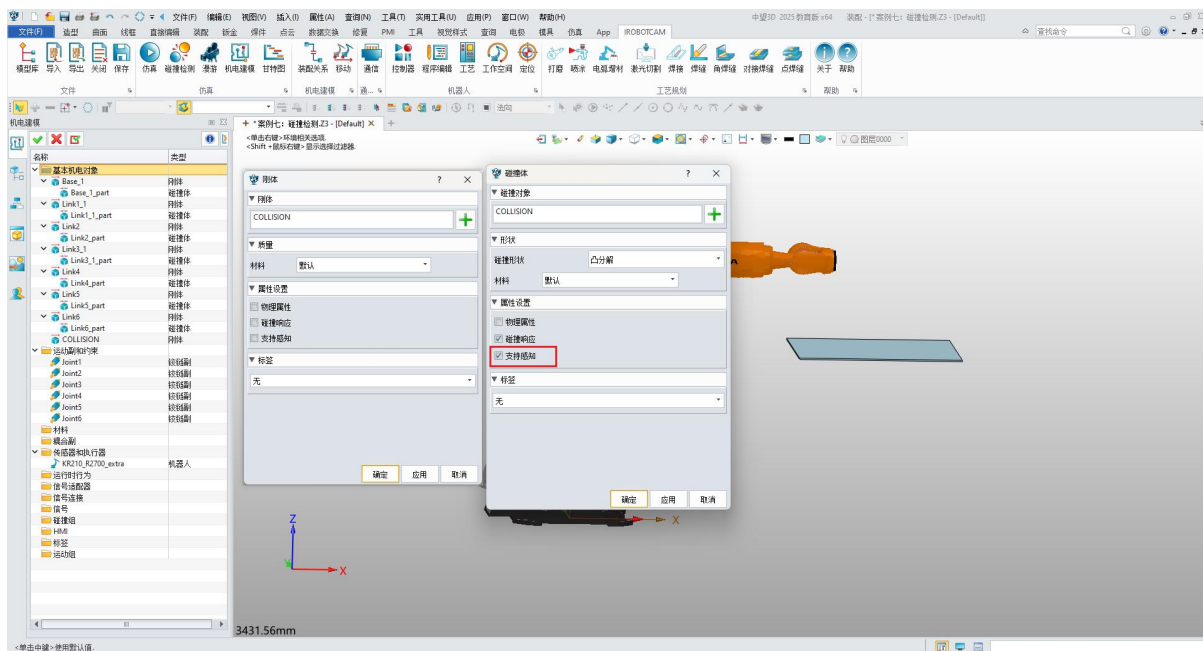 文件(F) 编辑(E) 视图(V) 插入(I) 属性(A) 查询(N) 工具(T) 实用工具(U) 应用(P) 窗口(W) 帮助(H) 中望3D 2025 教育版 x64 装配 - [* 案例七：碰撞检测.Z3 - [Default]]
文件(F) 造型 曲面 线框 直接编辑 装配 钣金 焊件 点云 数据交换 修复 PMI 工具 视觉样式 查询 电极 模具 仿真 App IROBOTCAM 查找命令
模型库 导入 导出 关闭 保存 仿真 碰撞检测 漫游 机电建模 甘特图 装配关系 移动 通信 控制器 程序编辑 工艺 工作空间 定位 打磨 喷涂 电弧增材 激光切割 焊接 焊缝 角焊缝 对接焊缝 点焊缝 关于 帮助
文件 仿真 机电建模 通... 机器人 工艺规划 帮助
法向
机电建模
+ * 案例七：碰撞检测.Z3 - [Default] × +
<单击右键>环境相关选项.
<Shift +鼠标右键>显示选择过滤器.
图层0000
名称 类型
基本机电对象
Base_1 刚体
Base_1_part 碰撞体
Link1_1 刚体
Link1_1_part 碰撞体
Link2 刚体
Link2_part 碰撞体
Link3_1 刚体
Link3_1_part 碰撞体
Link4 刚体
Link4_part 碰撞体
Link5 刚体
Link5_part 碰撞体
Link6 刚体
Link6_part 碰撞体
COLLISION 刚体
运动副和约束
Joint1 铰链副
Joint2 铰链副
Joint3 铰链副
Joint4 铰链副
Joint5 铰链副
Joint6 铰链副
材料
耦合副
传感器和执行器
KR210_R2700_extra 机器人
运行时行为
信号适配器
信号连接
信号
碰撞组
HMI
标签
运动组
刚体 ? ×
刚体
COLLISION
质量
材料 默认
属性设置
物理属性
碰撞响应
支持感知
标签
无
确定 应用 取消
碰撞体 ? ×
碰撞对象
COLLISION
形状
碰撞形状 凸分解
材料 默认
属性设置
物理属性
碰撞响应
支持感知
标签
无
确定 应用 取消
A
X
Z
X
3431.56mm
<单击中键>使用默认值.